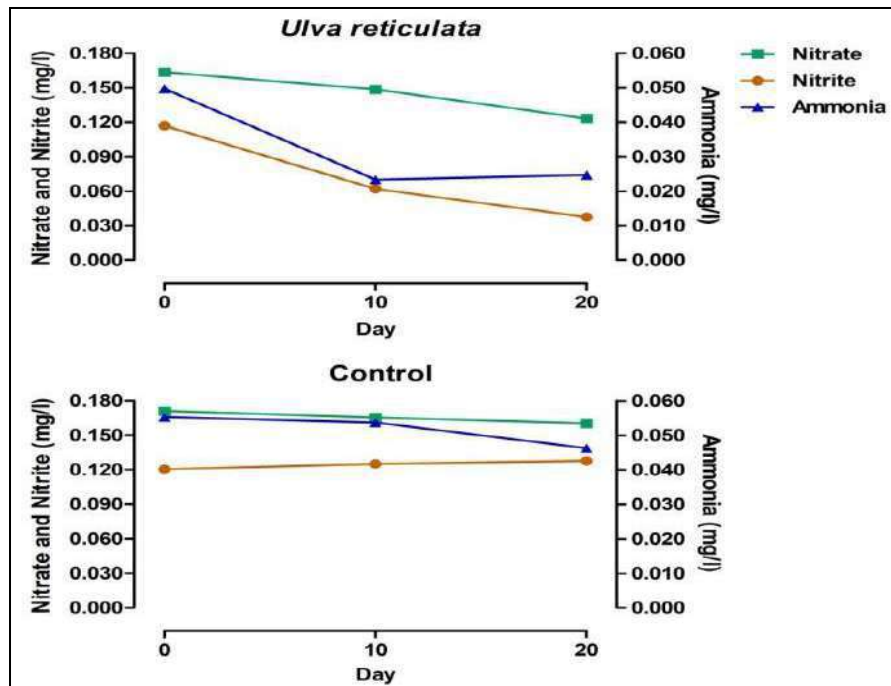 Ulva reticulata
Nitrate and Nitrite (mg/l)
0.180
0.150
0.120
0.090
0.060
0.030
0.000
0.060
0.050
0.040
0.030
0.020
0.010
0.000
Ammonia (mg/l)
Nitrate
Nitrite
Ammonia
0 10 20
Day
Control
Nitrate and Nitrite (mg/l)
0.180
0.150
0.120
0.090
0.060
0.030
0.000
0.060
0.050
0.040
0.030
0.020
0.010
0.000
Ammonia (mg/l)
0 10 20
Day